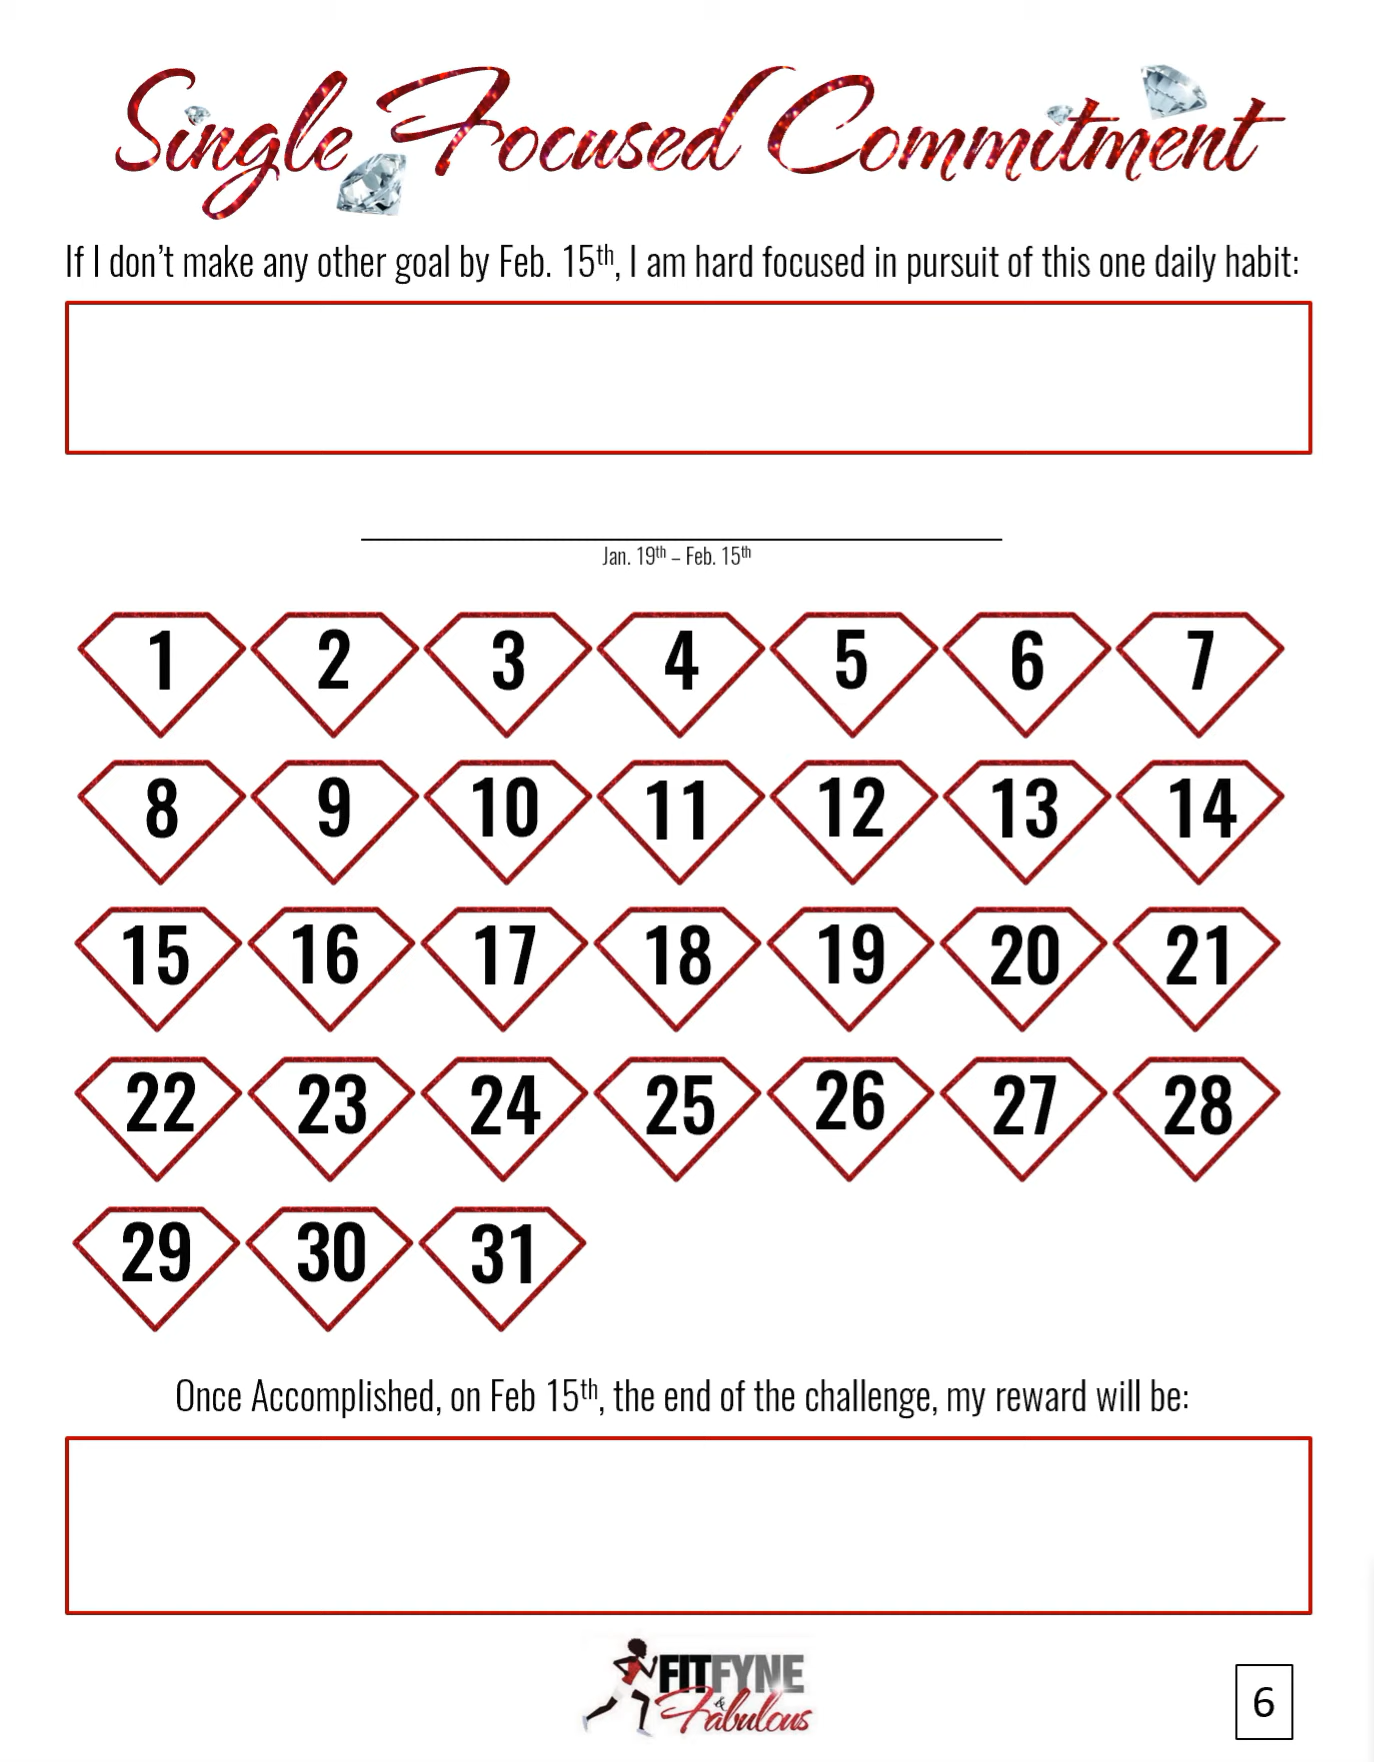 Single Focused Commitment
If I don’t make any other goal by Feb. 15th, I am hard focused in pursuit of this one daily habit:
Jan. 19th – Feb. 15th
1 2 3 4 5 6 7
8 9 10 11 12 13 14
15 16 17 18 19 20 21
22 23 24 25 26 27 28
29 30 31
Once Accomplished, on Feb 15th, the end of the challenge, my reward will be:
FITFYNE
& Fabulous
6